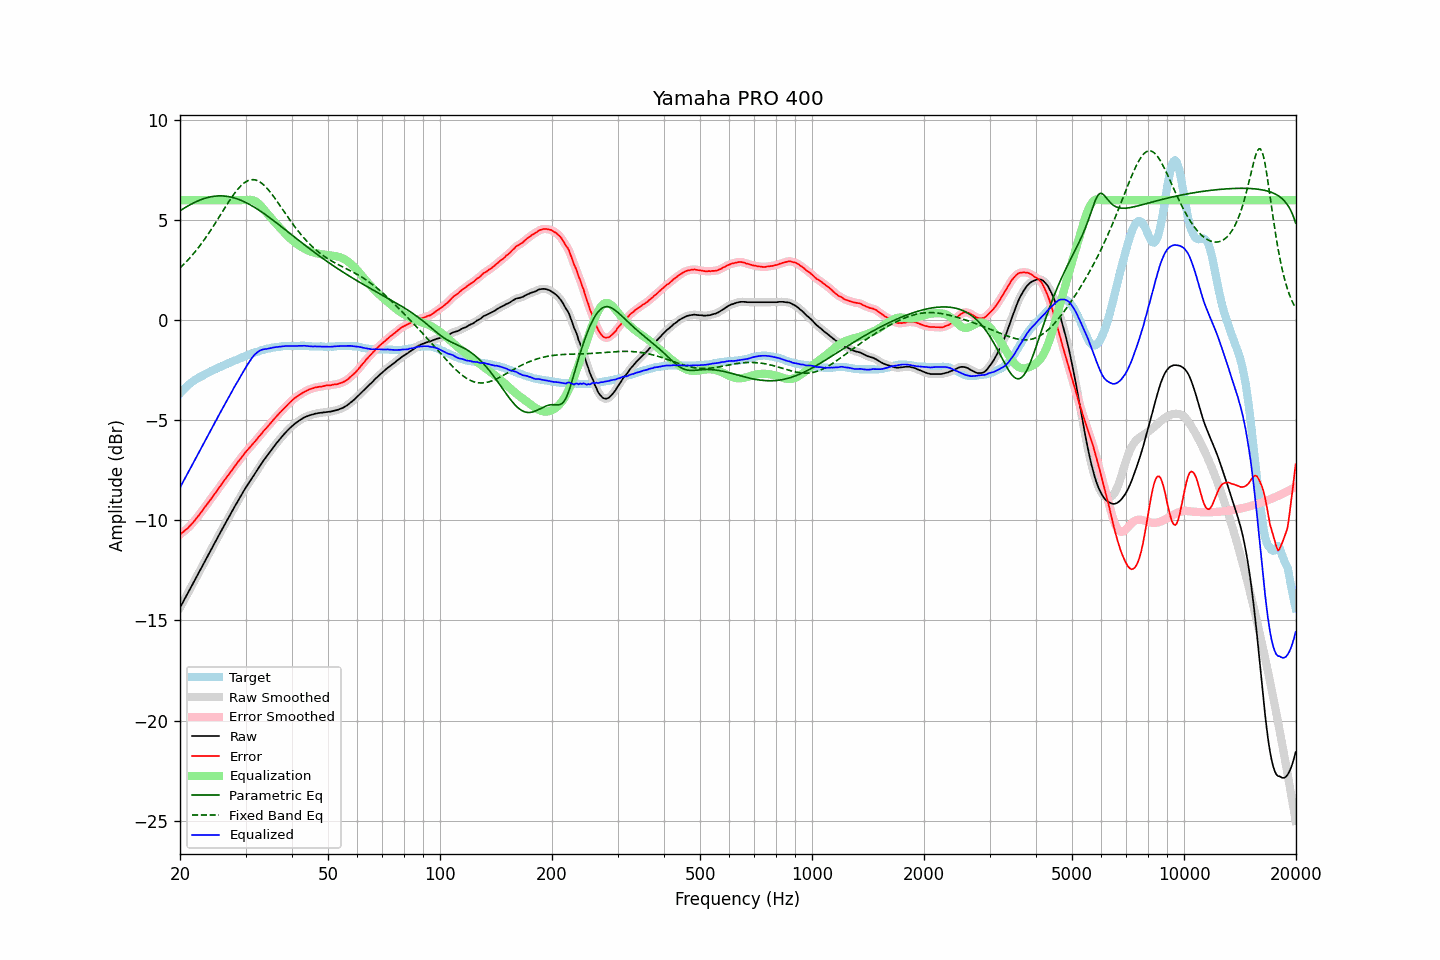 Yamaha PRO 400
10
5
0
−5
−10
−15
−20
−25
Amplitude (dBr)
Target
Raw Smoothed
Error Smoothed
Raw
Error
Equalization
Parametric Eq
Fixed Band Eq
Equalized
20 50 100 200 500 1000 2000 5000 10000 20000
Frequency (Hz)